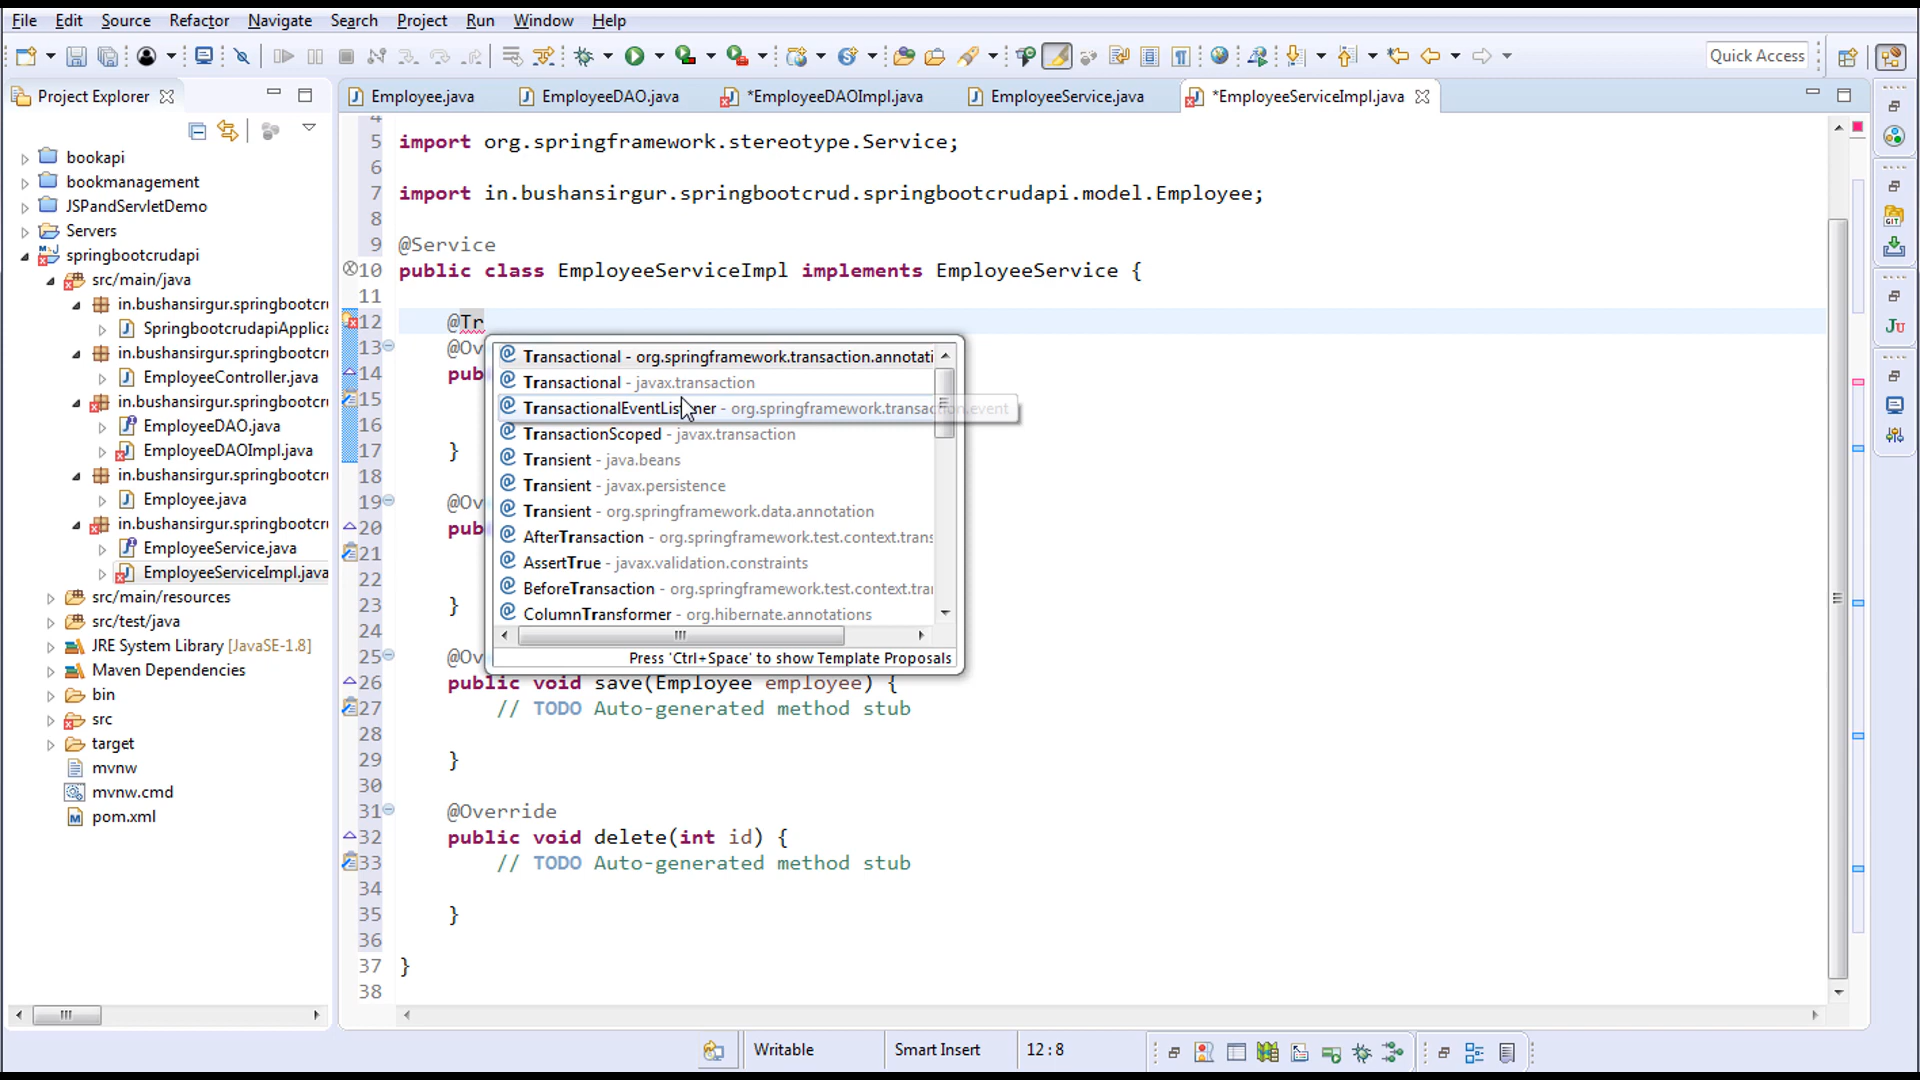 File Edit Source Refactor Navigate Search Project Run Window Help
Quick Access
Project Explorer
Employee.java EmployeeDAO.java *EmployeeDAOImpl.java EmployeeService.java *EmployeeServiceImpl.java
bookapi
bookmanagement
JSPandServletDemo
Servers
springbootcrudapi
src/main/java
in.bushansirgur.springbootcru
SpringbootcrudapiApplica
in.bushansirgur.springbootcru
EmployeeController.java
in.bushansirgur.springbootcru
EmployeeDAO.java
EmployeeDAOImpl.java
in.bushansirgur.springbootcru
Employee.java
in.bushansirgur.springbootcru
EmployeeService.java
EmployeeServiceImpl.java
src/main/resources
src/test/java
JRE System Library [JavaSE-1.8]
Maven Dependencies
bin
src
target
mvnw
mvnw.cmd
pom.xml
4
5 import org.springframework.stereotype.Service;
6
7 import in.bushansirgur.springbootcrud.springbootcrudapi.model.Employee;
8
9 @Service
10 public class EmployeeServiceImpl implements EmployeeService {
11
12 @Tr
13 @Ov
14 pub
15
16
17 }
18
19 @Ov
20 pub
21
22
23 }
24
25 @Ov
26 public void save(Employee employee) {
27 // TODO Auto-generated method stub
28
29 }
30
31 @Override
32 public void delete(int id) {
33 // TODO Auto-generated method stub
34
35 }
36
37 }
38
Transactional - org.springframework.transaction.annotati
Transactional - javax.transaction
TransactionalEventListener - org.springframework.transaction.event
TransactionScoped - javax.transaction
Transient - java.beans
Transient - javax.persistence
Transient - org.springframework.data.annotation
AfterTransaction - org.springframework.test.context.trans
AssertTrue - javax.validation.constraints
BeforeTransaction - org.springframework.test.context.trai
ColumnTransformer - org.hibernate.annotations
Press 'Ctrl+Space' to show Template Proposals
Writable Smart Insert 12 : 8